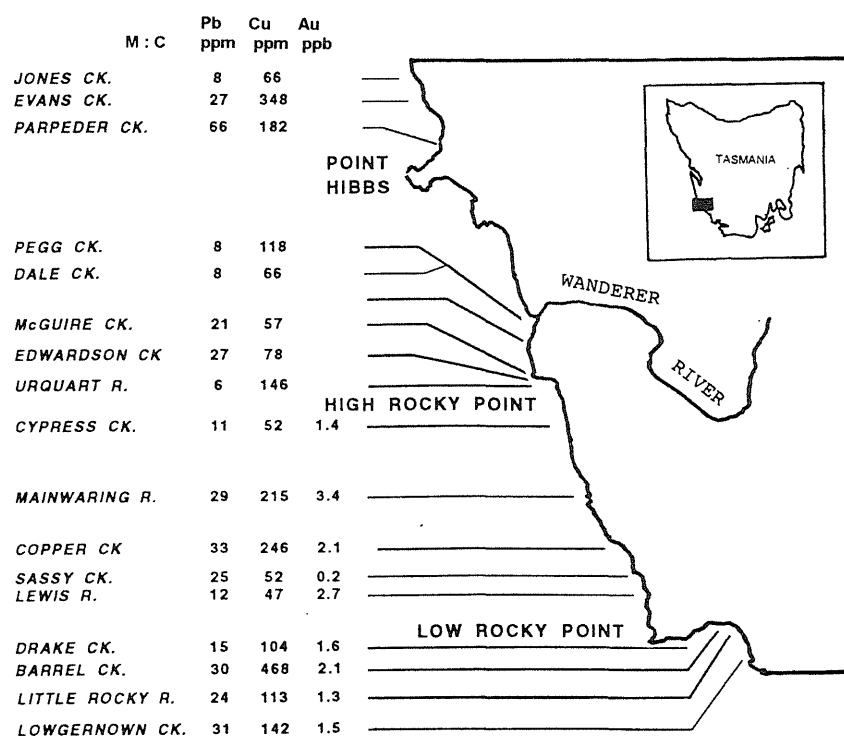 Pb Cu Au
M : C ppm ppm ppb
JONES CK. 8 66
EVANS CK. 27 348
PARPEDER CK. 66 182
POINT
HIBBS
TASMANIA
PEGG CK. 8 118
DALE CK. 8 66
WANDERER
McGUIRE CK. 21 57
EDWARDSON CK 27 78
URQUART R. 6 146
RIVER
HIGH ROCKY POINT
CYPRESS CK. 11 52 1.4
MAINWARING R. 29 215 3.4
COPPER CK 33 246 2.1
SASSY CK. 25 52 0.2
LEWIS R. 12 47 2.7
LOW ROCKY POINT
DRAKE CK. 15 104 1.6
BARREL CK. 30 468 2.1
LITTLE ROCKY R. 24 113 1.3
LOWGERNOWN CK. 31 142 1.5